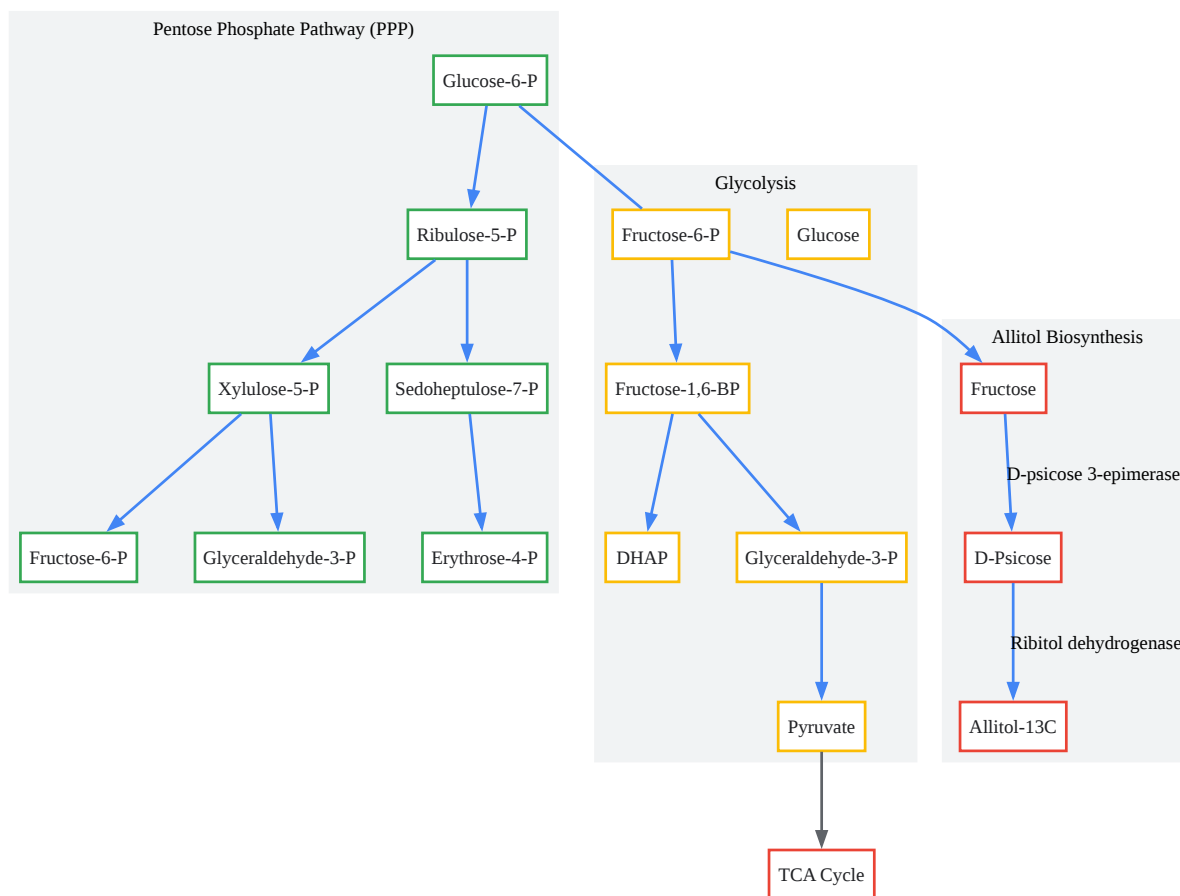 Pentose Phosphate Pathway (PPP)
Glucose-6-P
Glycolysis
Ribulose-5-P
Fructose-6-P
Glucose
Allitol Biosynthesis
Xylulose-5-P
Sedoheptulose-7-P
Fructose-1,6-BP
Fructose
D-psicose 3-epimerase
Fructose-6-P
Glyceraldehyde-3-P
Erythrose-4-P
DHAP
Glyceraldehyde-3-P
D-Psicose
Ribitol dehydrogenase
Pyruvate
Allitol-13C
TCA Cycle